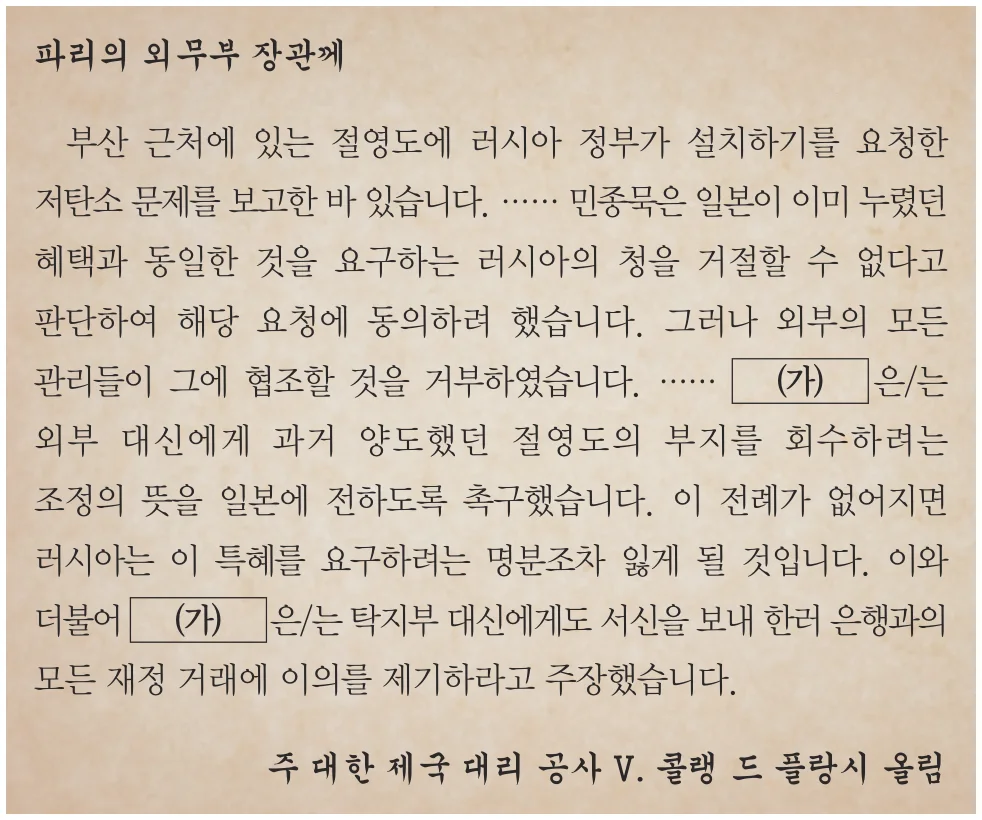 파리의 외무부 장관께
부산 근처에 있는 절영도에 러시아 정부가 설치하기를 요청한
저탄소 문제를 보고한 바 있습니다. …… 민종묵은 일본이 이미 누렸던
혜택과 동일한 것을 요구하는 러시아의 청을 거절할 수 없다고
판단하여 해당 요청에 동의하려 했습니다. 그러나 외부의 모든
관리들이 그에 협조할 것을 거부하였습니다. …… (가) 은/는
외부 대신에게 과거 양도했던 절영도의 부지를 회수하려는
조정의 뜻을 일본에 전하도록 촉구했습니다. 이 전례가 없어지면
러시아는 이 특혜를 요구하려는 명분조차 잃게 될 것입니다. 이와
더불어 (가) 은/는 탁지부 대신에게도 서신을 보내 한러 은행과의
모든 재정 거래에 이의를 제기하라고 주장했습니다.
주 대한 제국 대리 공사 V. 콜랭 드 플랑시 올림